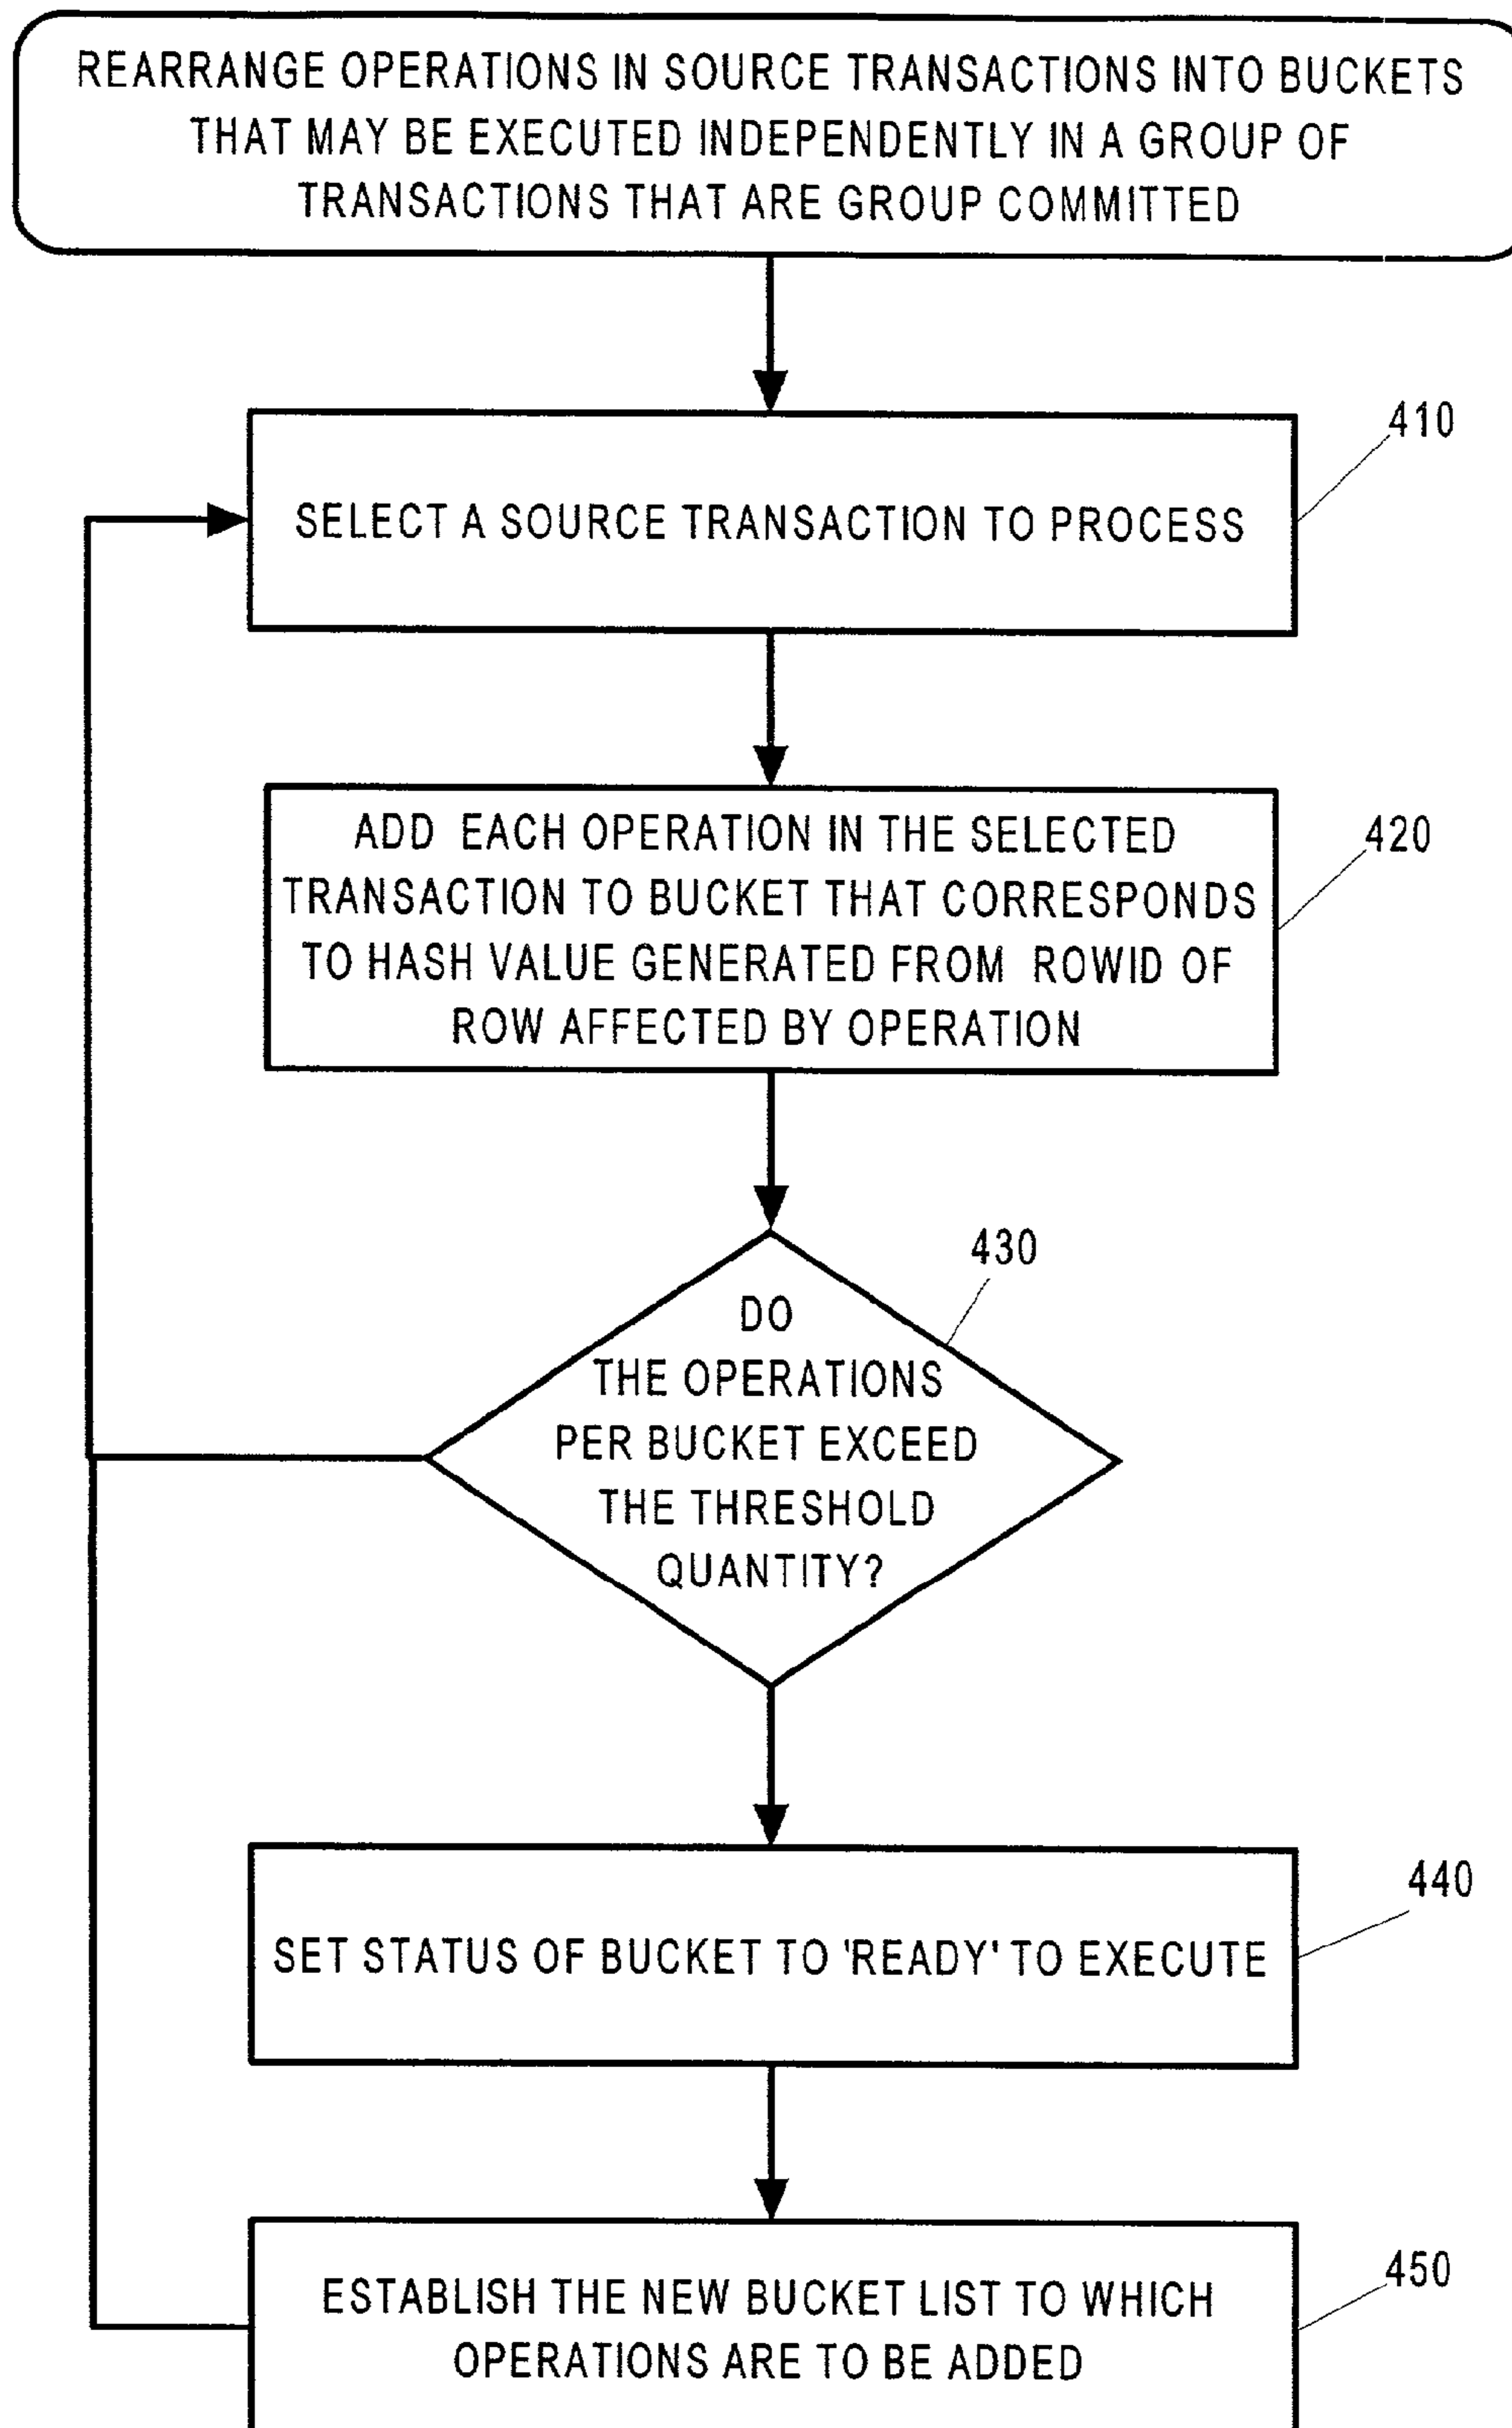 REARRANGE OPERATIONS IN SOURCE TRANSACTIONS INTO BUCKETS
THAT MAY BE EXECUTED INDEPENDENTLY IN A GROUP OF
TRANSACTIONS THAT ARE GROUP COMMITTED
410
SELECT A SOURCE TRANSACTION TO PROCESS
420
ADD EACH OPERATION IN THE SELECTED
TRANSACTION TO BUCKET THAT CORRESPONDS
TO HASH VALUE GENERATED FROM ROWID OF
ROW AFFECTED BY OPERATION
430
DO
THE OPERATIONS
PER BUCKET EXCEED
THE THRESHOLD
QUANTITY?
440
SET STATUS OF BUCKET TO 'READY' TO EXECUTE
450
ESTABLISH THE NEW BUCKET LIST TO WHICH
OPERATIONS ARE TO BE ADDED